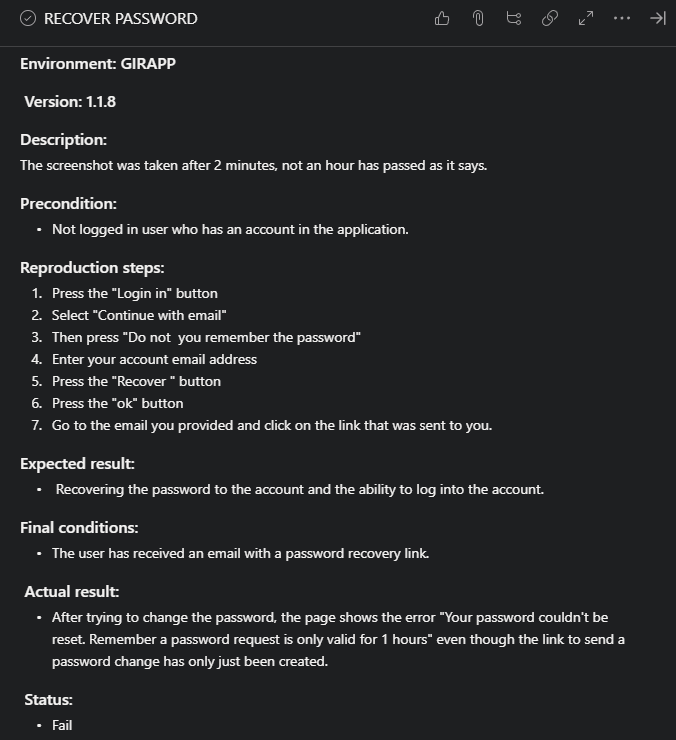 RECOVER PASSWORD
Environment: GIRAPP
Version: 1.1.8
Description:
The screenshot was taken after 2 minutes, not an hour has passed as it says.
Precondition:
• Not logged in user who has an account in the application.
Reproduction steps:
1. Press the "Login in" button
2. Select "Continue with email"
3. Then press "Do not  you remember the password"
4. Enter your account email address
5. Press the "Recover " button
6. Press the "ok" button
7. Go to the email you provided and click on the link that was sent to you.
Expected result:
• Recovering the password to the account and the ability to log into the account.
Final conditions:
• The user has received an email with a password recovery link.
Actual result:
• After trying to change the password, the page shows the error "Your password couldn't be
reset. Remember a password request is only valid for 1 hours" even though the link to send a
password change has only just been created.
Status:
• Fail